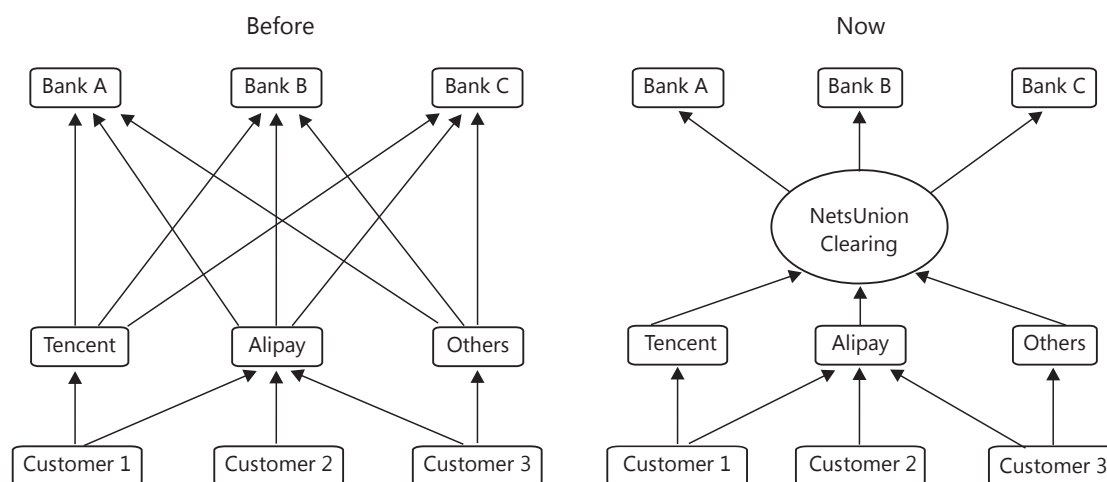 Before
Bank A
Bank B
Bank C
Tencent
Alipay
Others
Customer 1
Customer 2
Customer 3
Now
Bank A
Bank B
Bank C
NetsUnion
Clearing
Tencent
Alipay
Others
Customer 1
Customer 2
Customer 3